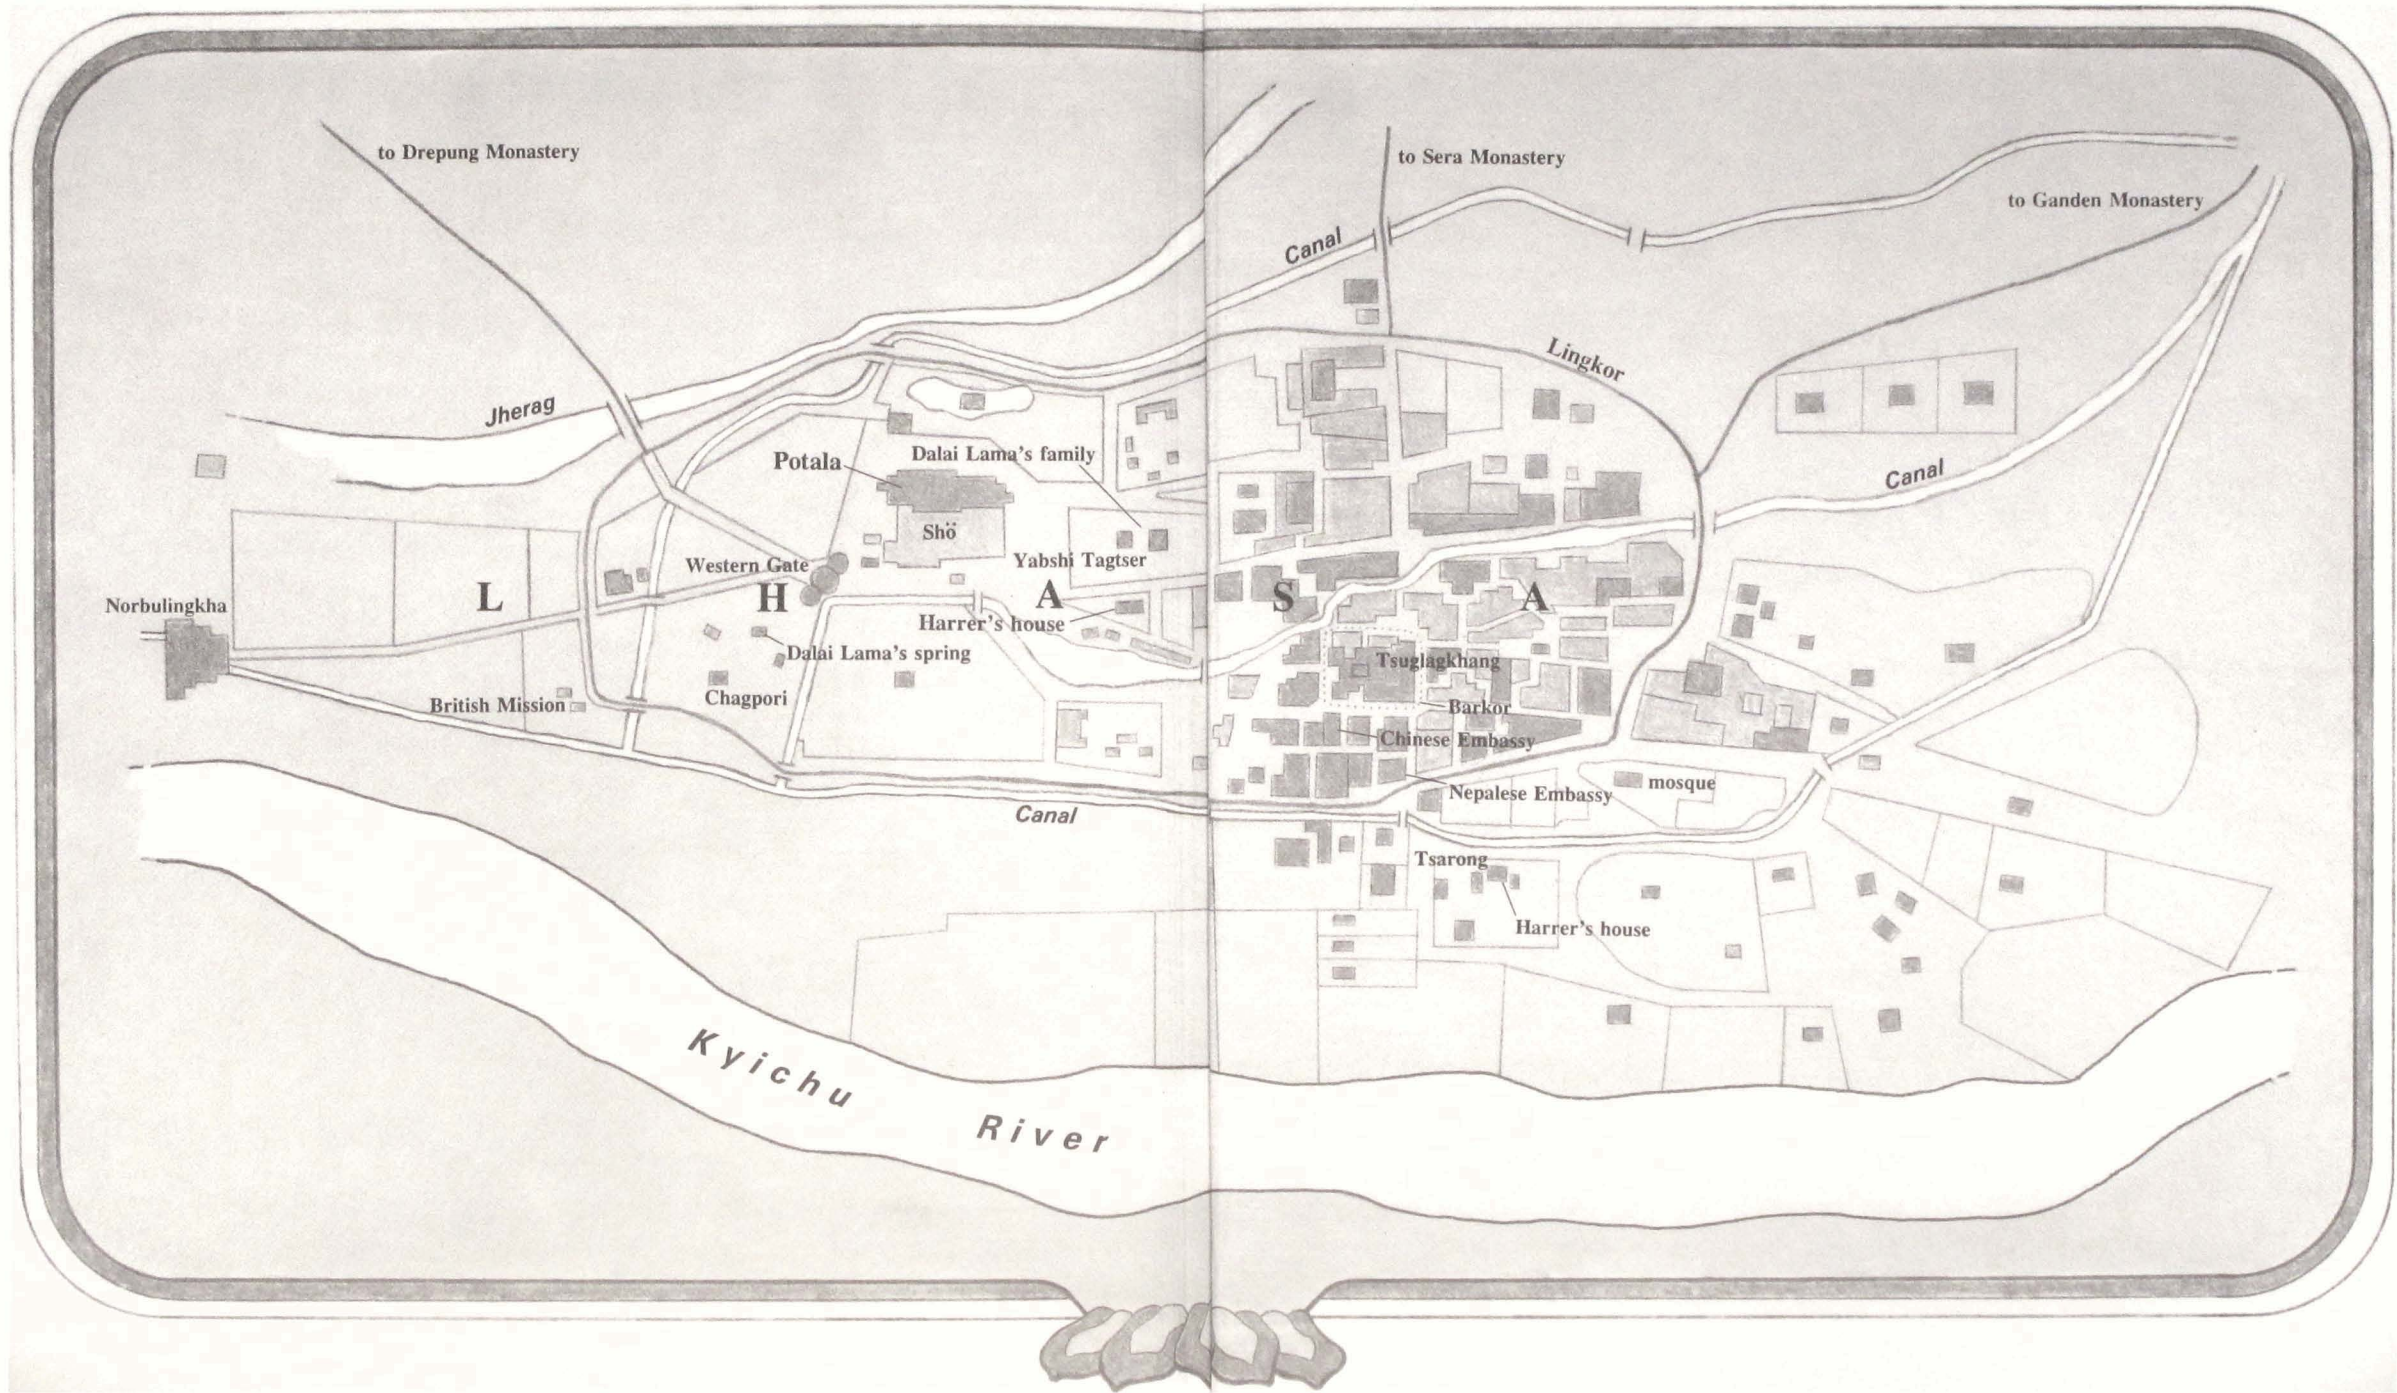 to Drepung Monastery
to Sera Monastery
to Ganden Monastery
Canal
Lingkor
Jherag
Potala
Dalai Lama's family
Canal
Shö
Western Gate
Yabshi Tagtser
L H A S A
Norbulingkha
Harrer's house
Dalai Lama's spring
Tsuglagkhang
British Mission
Chagpori
Barkor
Chinese Embassy
mosque
Nepalese Embassy
Canal
Tsarong
Harrer's house
Kyichu River